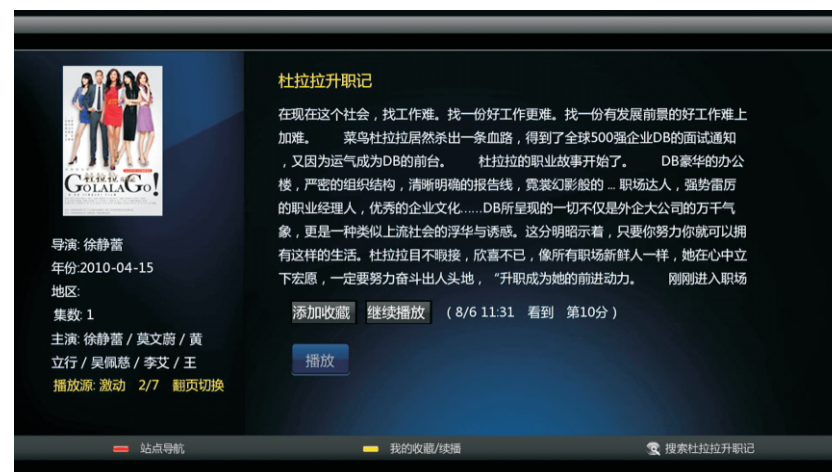 杜拉拉升职记
在现在这个社会，找工作难。找一份好工作更难。找一份有发展前景的好工作难上
加难。 菜鸟杜拉拉居然杀出一条血路，得到了全球500强企业DB的面试通知
，又因为运气成为DB的前台。 杜拉拉的职业故事开始了。 DB豪华的办公
楼，严密的组织结构，清晰明确的报告线，霓裳幻影般的 ... 职场达人，强势雷厉
的职业经理人，优秀的企业文化......DB所呈现的一切不仅是外企大公司的万千气
象，更是一种类似上流社会的浮华与诱惑。这分明昭示着，只要你努力你就可以拥
有这样的生活。杜拉拉目不暇接，欣喜不已，像所有职场新鲜人一样，她在心中立
下宏愿，一定要努力奋斗出人头地，“升职成为她的前进动力。 刚刚进入职场
添加收藏 继续播放 （8/6 11:31 看到 第10分）
播放
GOLALAGO!
导演: 徐静蕾
年份:2010-04-15
地区:
集数: 1
主演: 徐静蕾 / 莫文蔚 / 黄
立行 / 吴佩慈 / 李艾 / 王
播放源: 激动 2/7 翻页切换
站点导航 我的收藏/续播 搜索杜拉拉升职记